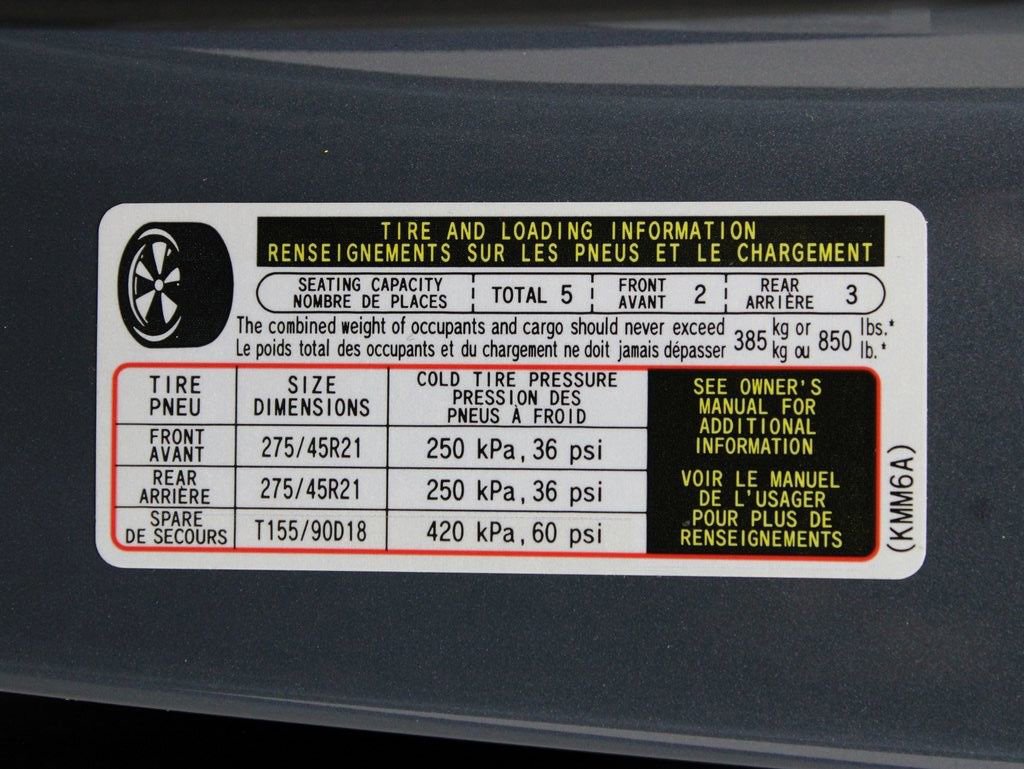 TIRE AND LOADING INFORMATION
RENSEIGNEMENTS SUR LES PNEUS ET LE CHARGEMENT
SEATING CAPACITY
NOMBRE DE PLACES
TOTAL 5
FRONT
AVANT
2
REAR
ARRIÈRE
3
The combined weight of occupants and cargo should never exceed
Le poids total des occupants et du chargement ne doit jamais dépasser
385
kg or
kg ou
850
lbs.*
lb.*
TIRE
PNEU
SIZE
DIMENSIONS
COLD TIRE PRESSURE
PRESSION DES
PNEUS À FROID
FRONT
AVANT
275/45R21
250 kPa, 36 psi
REAR
ARRIÈRE
275/45R21
250 kPa, 36 psi
SPARE
DE SECOURS
T155/90D18
420 kPa, 60 psi
SEE OWNER'S
MANUAL FOR
ADDITIONAL
INFORMATION
VOIR LE MANUEL
DE L'USAGER
POUR PLUS DE
RENSEIGNEMENTS
(KMM6A)